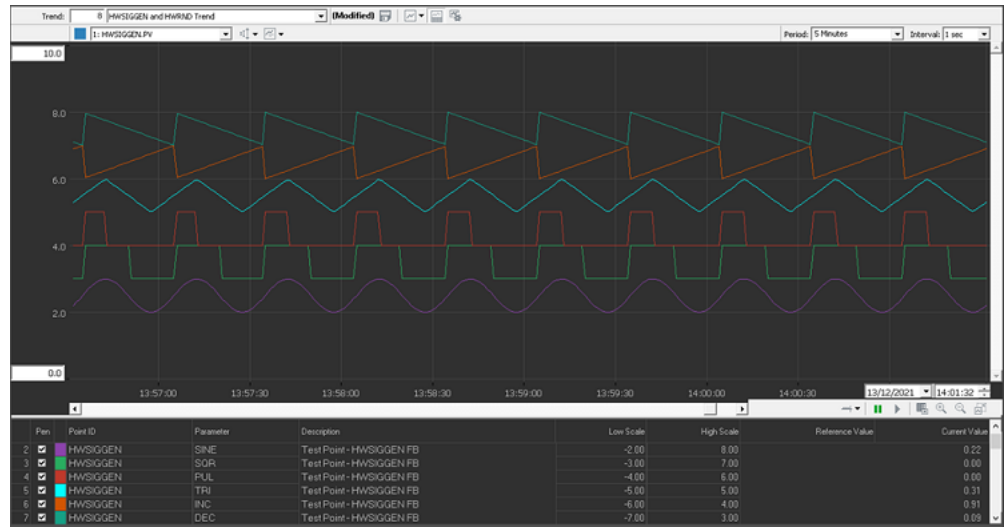 Trend: 8 HWSIGGEN and HWRND Trend (Modified)
1: HWSIGGEN.PV Period: 5 Minutes Interval: 1 sec
10.0
8.0
6.0
4.0
2.0
0.0
13:57:00 13:57:30 13:58:00 13:58:30 13:59:00 13:59:30 14:00:00 14:00:30 13/12/2021 14:01:32
Pen Point ID Parameter Description Low Scale High Scale Reference Value Current Value
2 HWSIGGEN SINE Test Point - HWSIGGEN FB -2.00 8.00 0.22
3 HWSIGGEN SQR Test Point - HWSIGGEN FB -3.00 7.00 0.00
4 HWSIGGEN PUL Test Point - HWSIGGEN FB -4.00 6.00 0.00
5 HWSIGGEN TRI Test Point - HWSIGGEN FB -5.00 5.00 0.31
6 HWSIGGEN INC Test Point - HWSIGGEN FB -6.00 4.00 0.91
7 HWSIGGEN DEC Test Point - HWSIGGEN FB -7.00 3.00 0.09